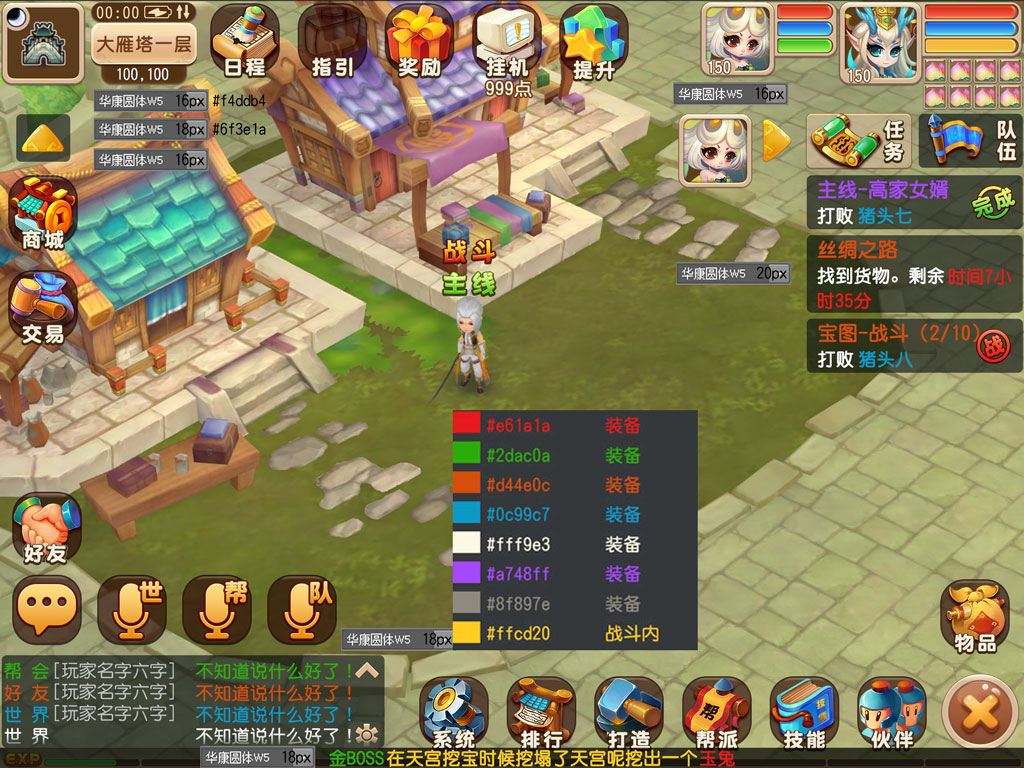 00:00
大雁塔一层
100,100
日程
指引
奖励
挂机
999点
提升
150
150
华康圆体W5 16px #f4ddb4
华康圆体W5 18px #6f3e1a
华康圆体W5 16px
华康圆体W5 16px
任务
队伍
主线-高家女婿
打败 猪头七
完成
丝绸之路
找到货物。剩余时间7小
时35分
宝图-战斗（2/10）
打败 猪头八
战
华康圆体W5 20px
商城
交易
战斗
主线
#e61a1a 装备
#2dac0a 装备
#d44e0c 装备
#0c99c7 装备
#fff9e3 装备
#a748ff 装备
#8f897e 装备
#ffcd20 战斗内
好友
世
帮
队
华康圆体W5 18px
物品
帮 会[玩家名字六字] 不知道说什么好了！
好 友[玩家名字六字] 不知道说什么好了！
世 界[玩家名字六字] 不知道说什么好了！
世 界 不知道说什么好了！
系统
排行
打造
帮
帮派
技能
技能
伙伴
EXP
华康圆体W5 18px
金BOSS在天宫挖宝时候挖塌了天宫呢挖出一个玉兔